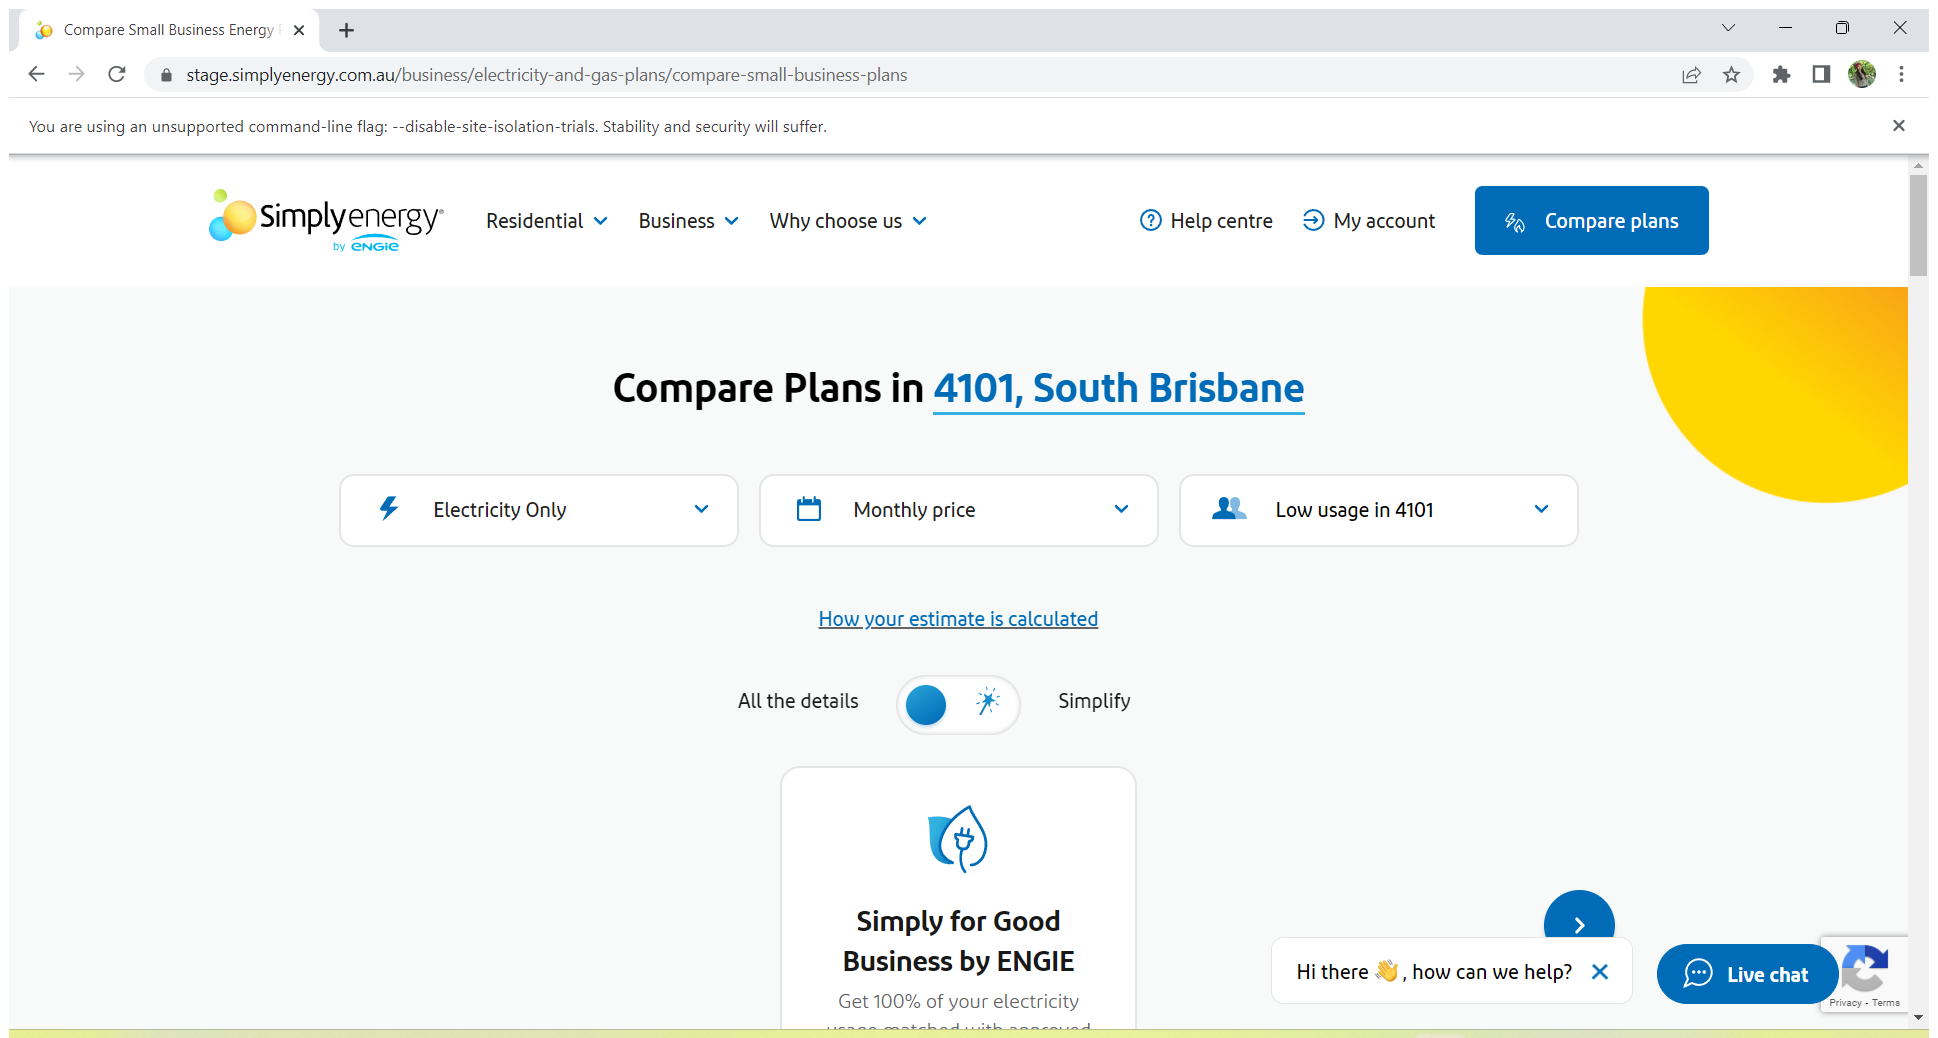 Compare Small Business Energy
stage.simplyenergy.com.au/business/electricity-and-gas-plans/compare-small-business-plans
You are using an unsupported command-line flag: --disable-site-isolation-trials. Stability and security will suffer.
Simplyenergy®
by ENGIE
Residential
Business
Why choose us
Help centre
My account
Compare plans
Compare Plans in 4101, South Brisbane
Electricity Only
Monthly price
Low usage in 4101
How your estimate is calculated
All the details
Simplify
Simply for Good
Business by ENGIE
Get 100% of your electricity
usage matched with approved
Hi there 👋, how can we help?
Live chat
Privacy - Terms